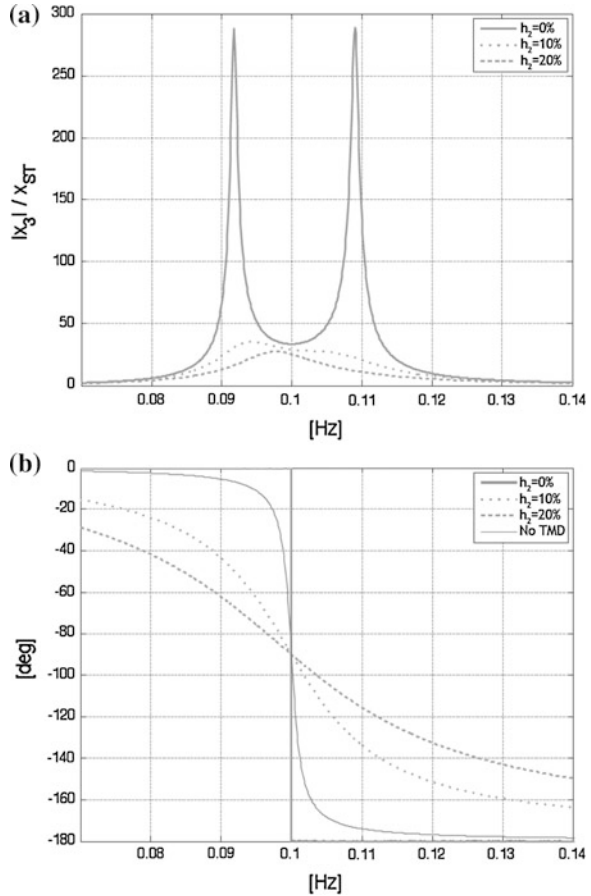 (a)
300
250
200
150
100
50
0
|x3| / xST
h2=0%
h2=10%
h2=20%
0.08 0.09 0.1 0.11 0.12 0.13 0.14
[Hz]
(b)
0
-20
-40
-60
-80
-100
-120
-140
-160
-180
[deg]
h2=0%
h2=10%
h2=20%
No TMD
0.08 0.09 0.1 0.11 0.12 0.13 0.14
[Hz]